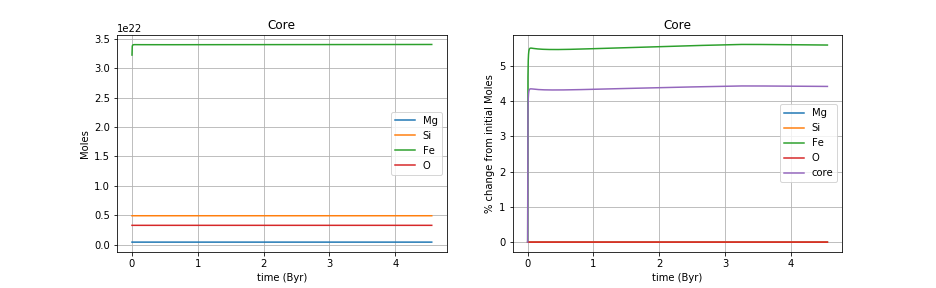 Core
1e22
3.5
3.0
2.5
2.0
1.5
1.0
0.5
0.0
Moles
0 1 2 3 4
time (Byr)
Mg
Si
Fe
O
Core
5
4
3
2
1
0
% change from initial Moles
0 1 2 3 4
time (Byr)
Mg
Si
Fe
O
core